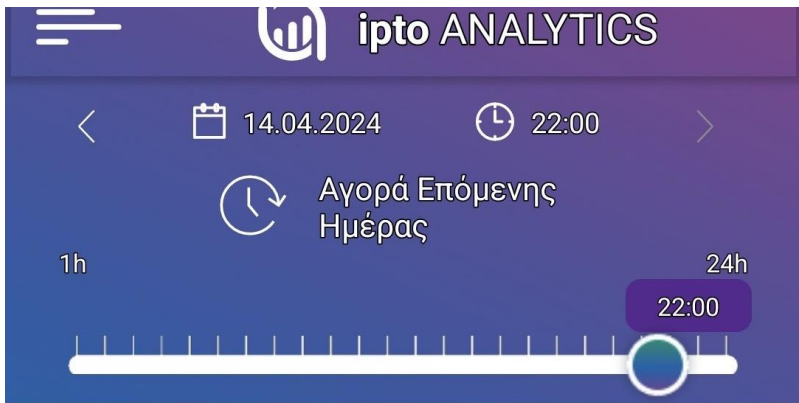 ipto ANALYTICS
14.04.2024 22:00
Αγορά Επόμενης
Ημέρας
1h 24h
22:00